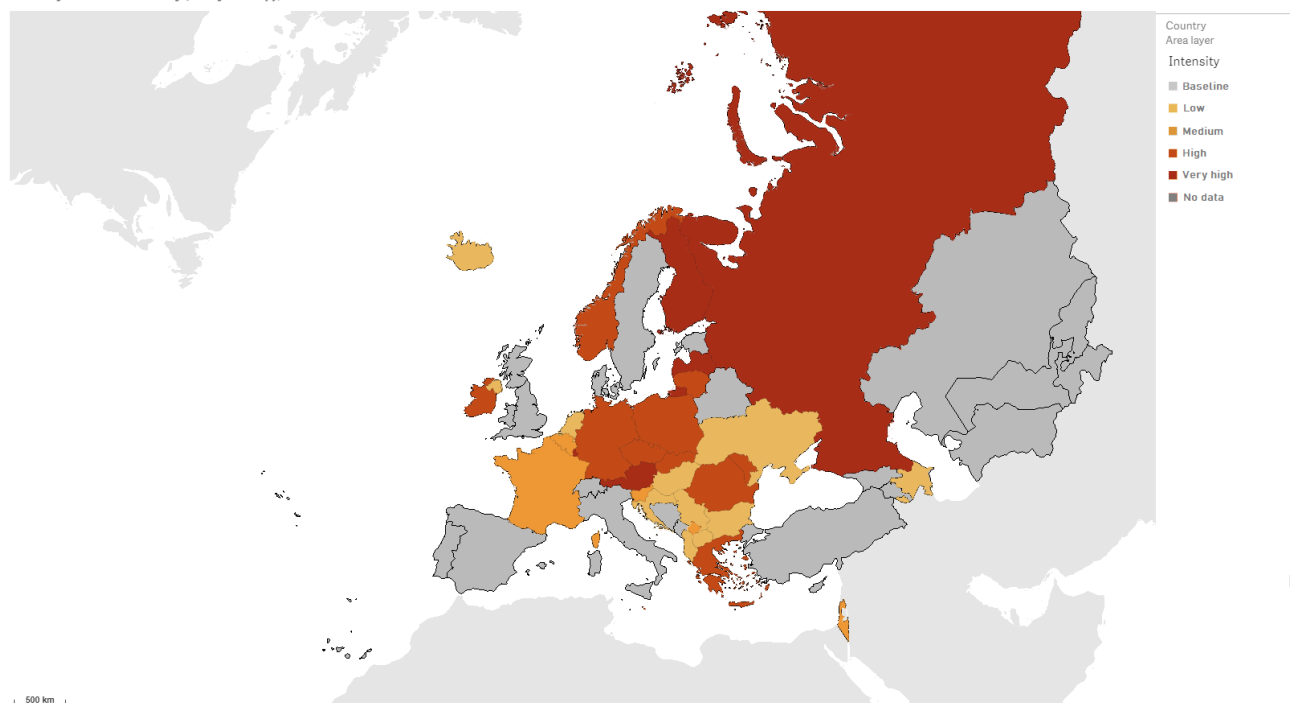 Country
Area layer
Intensity
Baseline
Low
Medium
High
Very high
No data
500 km